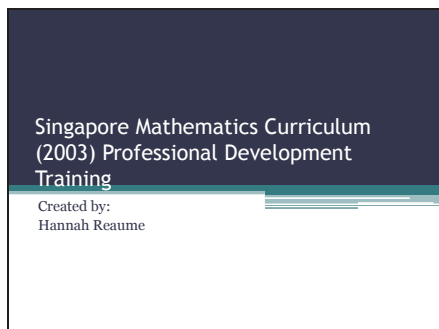 Singapore Mathematics Curriculum
(2003) Professional Development
Training
Created by:
Hannah Reaume